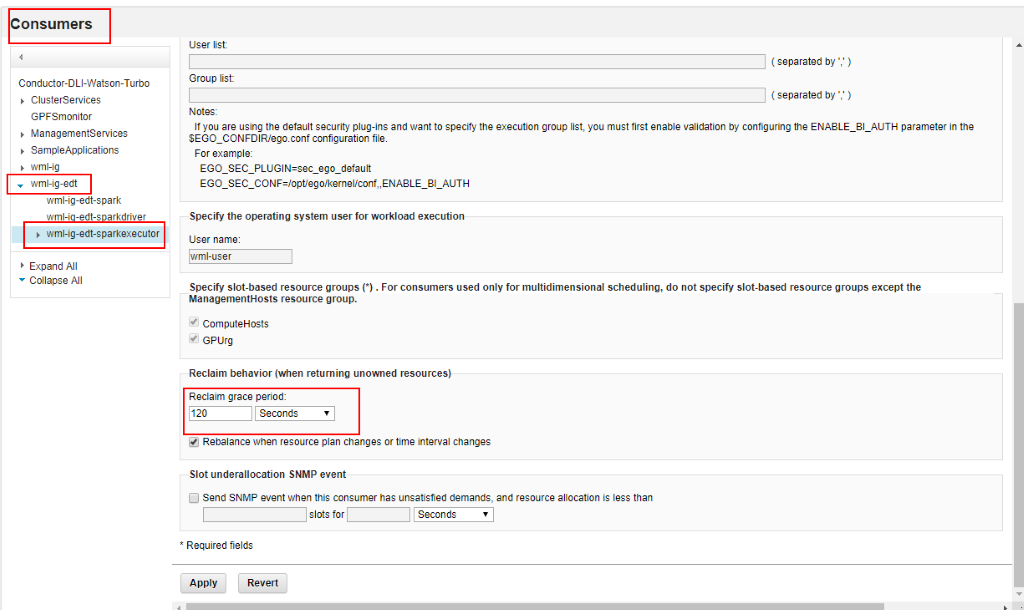 Consumers
Conductor-DLI-Watson-Turbo
ClusterServices
GPFSmonitor
ManagementServices
SampleApplications
wml-ig
wml-ig-edt
wml-ig-edt-spark
wml-ig-edt-sparkdriver
wml-ig-edt-sparkexecutor
Expand All
Collapse All
User list:
( separated by ',' )
Group list:
( separated by ',' )
Notes:
If you are using the default security plug-ins and want to specify the execution group list, you must first enable validation by configuring the ENABLE_BI_AUTH parameter in the
$EGO_CONFDIR/ego.conf configuration file.
For example:
EGO_SEC_PLUGIN=sec_ego_default
EGO_SEC_CONF=/opt/ego/kernel/conf,,ENABLE_BI_AUTH
Specify the operating system user for workload execution
User name:
wml-user
Specify slot-based resource groups (*) . For consumers used only for multidimensional scheduling, do not specify slot-based resource groups except the
ManagementHosts resource group.
ComputeHosts
GPUrg
Reclaim behavior (when returning unowned resources)
Reclaim grace period:
120 Seconds
Rebalance when resource plan changes or time interval changes
Slot underallocation SNMP event
Send SNMP event when this consumer has unsatisfied demands, and resource allocation is less than
slots for Seconds
* Required fields
Apply Revert